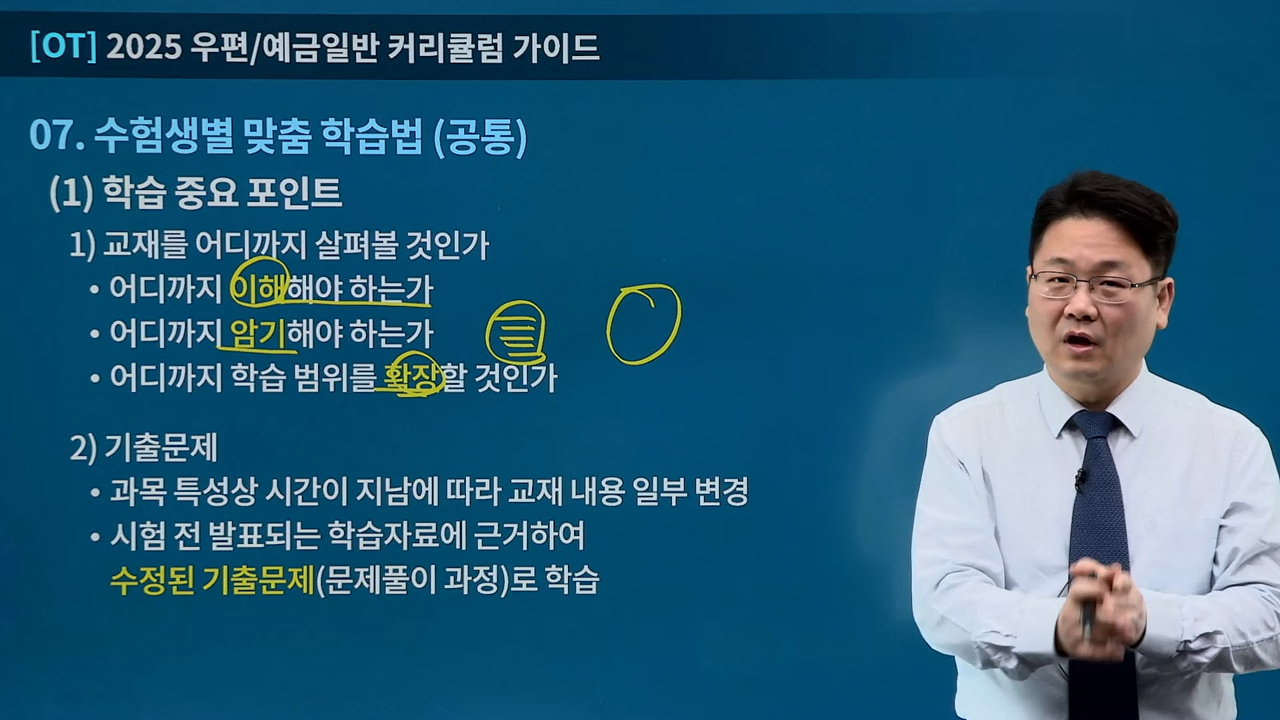 [OT] 2025 우편/예금일반 커리큘럼 가이드
07. 수험생별 맞춤 학습법 (공통)
(1) 학습 중요 포인트
1) 교재를 어디까지 살펴볼 것인가
• 어디까지 이해해야 하는가
• 어디까지 암기해야 하는가
• 어디까지 학습 범위를 확장할 것인가
2) 기출문제
• 과목 특성상 시간이 지남에 따라 교재 내용 일부 변경
• 시험 전 발표되는 학습자료에 근거하여
수정된 기출문제(문제풀이 과정)로 학습